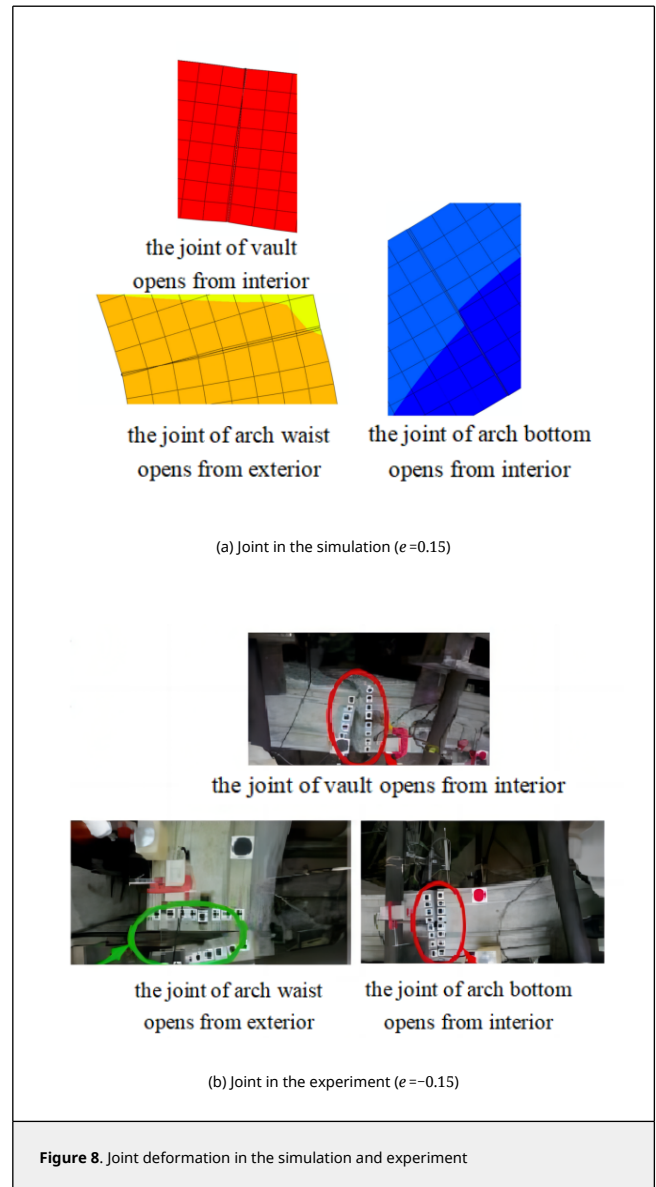 the joint of vault
opens from interior
the joint of arch waist
opens from exterior
the joint of arch bottom
opens from interior
(a) Joint in the simulation (e =0.15)
the joint of vault opens from interior
the joint of arch waist
opens from exterior
the joint of arch bottom
opens from interior
(b) Joint in the experiment (e =−0.15)
Figure 8. Joint deformation in the simulation and experiment